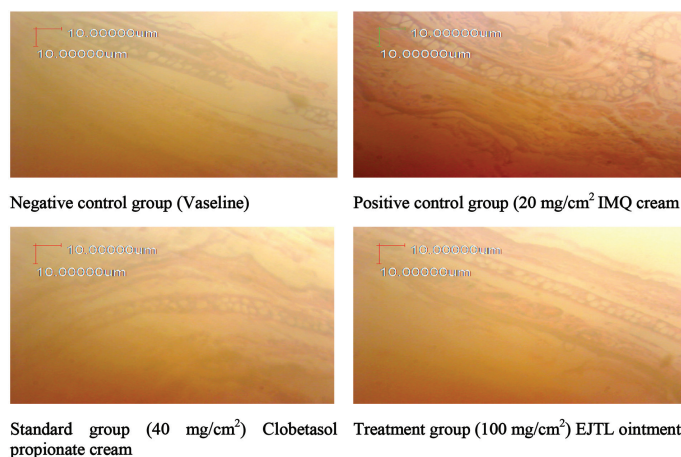 10.00000um
10.00000um
10.00000um
10.00000um
Negative control group (Vaseline)
Positive control group (20 mg/cm² IMQ cream
10.00000um
10.00000um
10.00000um
10.00000um
Standard group (40 mg/cm²) Clobetasol
propionate cream
Treatment group (100 mg/cm²) EJTL ointment